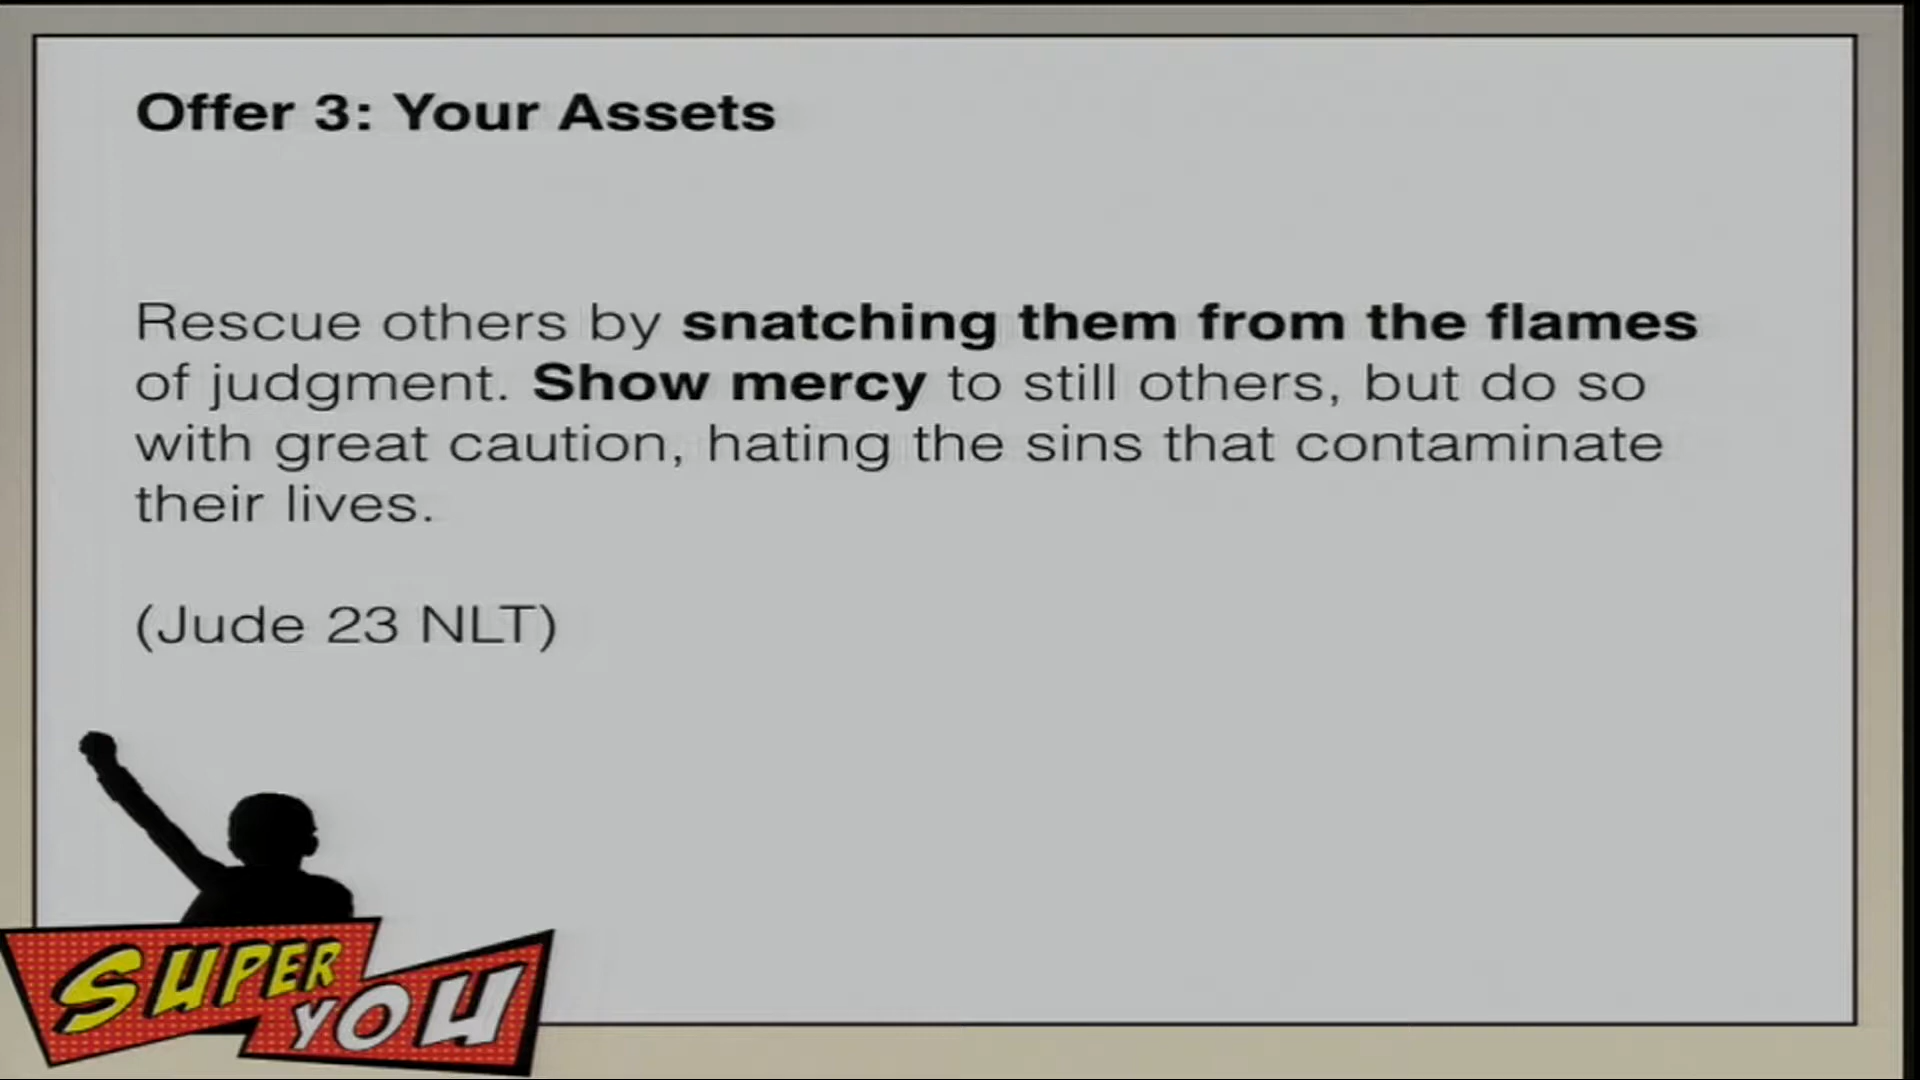 Offer 3: Your Assets
Rescue others by snatching them from the flames
of judgment. Show mercy to still others, but do so
with great caution, hating the sins that contaminate
their lives.
(Jude 23 NLT)
SUPER
YOU